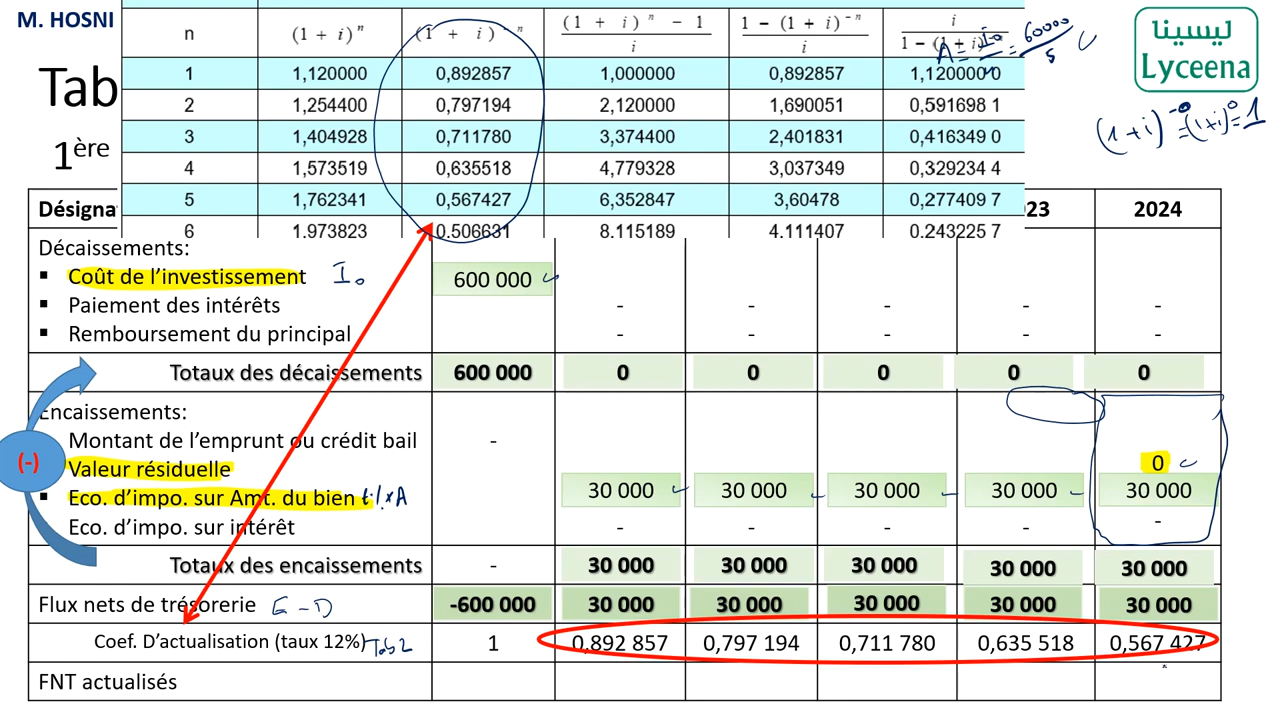 M. HOSNI
Tab
1ère
n (1 + i)^n (1 + i)^-n (1 + i)^n - 1 / i 1 - (1 + i)^-n / i i / 1 - (1 + i)
1 1,120000 0,892857 1,000000 0,892857 1,120000 0
2 1,254400 0,797194 2,120000 1,690051 0,591698 1
3 1,404928 0,711780 3,374400 2,401831 0,416349 0
4 1,573519 0,635518 4,779328 3,037349 0,329234 4
5 1,762341 0,567427 6,352847 3,60478 0,277409 7
6 1,973823 0,506631 8,115189 4,111407 0,243225 7
A = I0 / n = 60000 / 5
ليسينا
Lyceena
(1+i)^-0 = (1+i)^0 = 1
Désigna 023 2024
Décaissements:
▪ Coût de l'investissement I0 600 000
▪ Paiement des intérêts - - - - -
▪ Remboursement du principal - - - - -
Totaux des décaissements 600 000 0 0 0 0 0
Encaissements:
Montant de l'emprunt ou crédit bail -
(-)
Valeur résiduelle 0
▪ Eco. d'impo. sur Amt. du bien t% x A 30 000 30 000 30 000 30 000 30 000
Eco. d'impo. sur intérêt - - - - -
Totaux des encaissements - 30 000 30 000 30 000 30 000 30 000
Flux nets de trésorerie E - D -600 000 30 000 30 000 30 000 30 000 30 000
Coef. D'actualisation (taux 12%) Tab 2 1 0,892 857 0,797 194 0,711 780 0,635 518 0,567 427
FNT actualisés